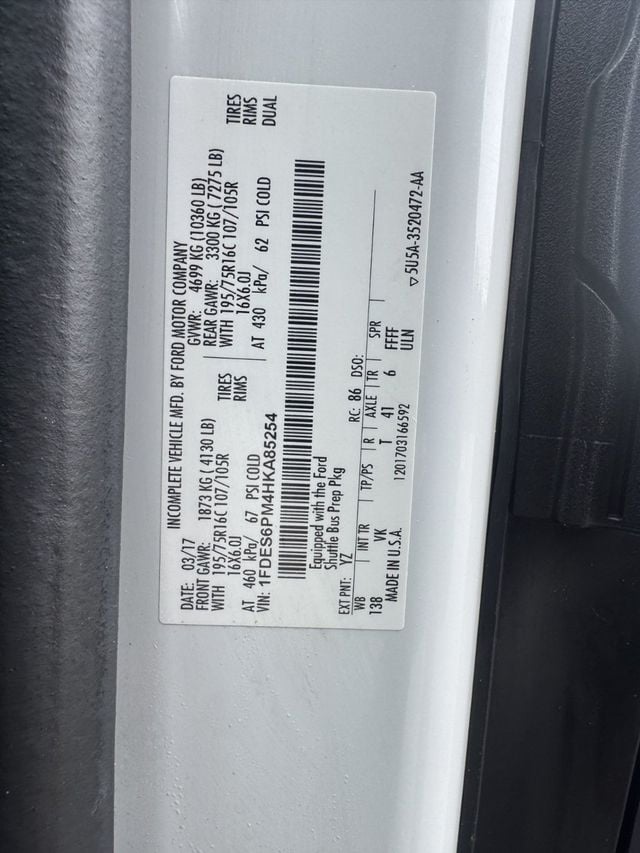 INCOMPLETE VEHICLE MFD. BY FORD MOTOR COMPANY
DATE: 03/17 GVWR: 4699 KG (10360 LB)
FRONT GAWR: 1873 KG ( 4130 LB) REAR GAWR: 3300 KG ( 7275 LB)
WITH 195/75R16C 107/105R TIRES WITH 195/75R16C 107/105R TIRES
16X6.0J RIMS 16X6.0J RIMS
AT 460 kPa/ 67 PSI COLD AT 430 kPa/ 62 PSI COLD DUAL
VIN: 1FDES6PM4HKA85254
Equipped with the Ford
Shuttle Bus Prep Pkg
EXT PNT: YZ RC: 86 DSO:
WB INT TR TP/PS R AXLE TR SPR
138 VK T 41 6 FFFF
MADE IN U.S.A. 1201703166592 ULN
▽5U5A-3520472-AA